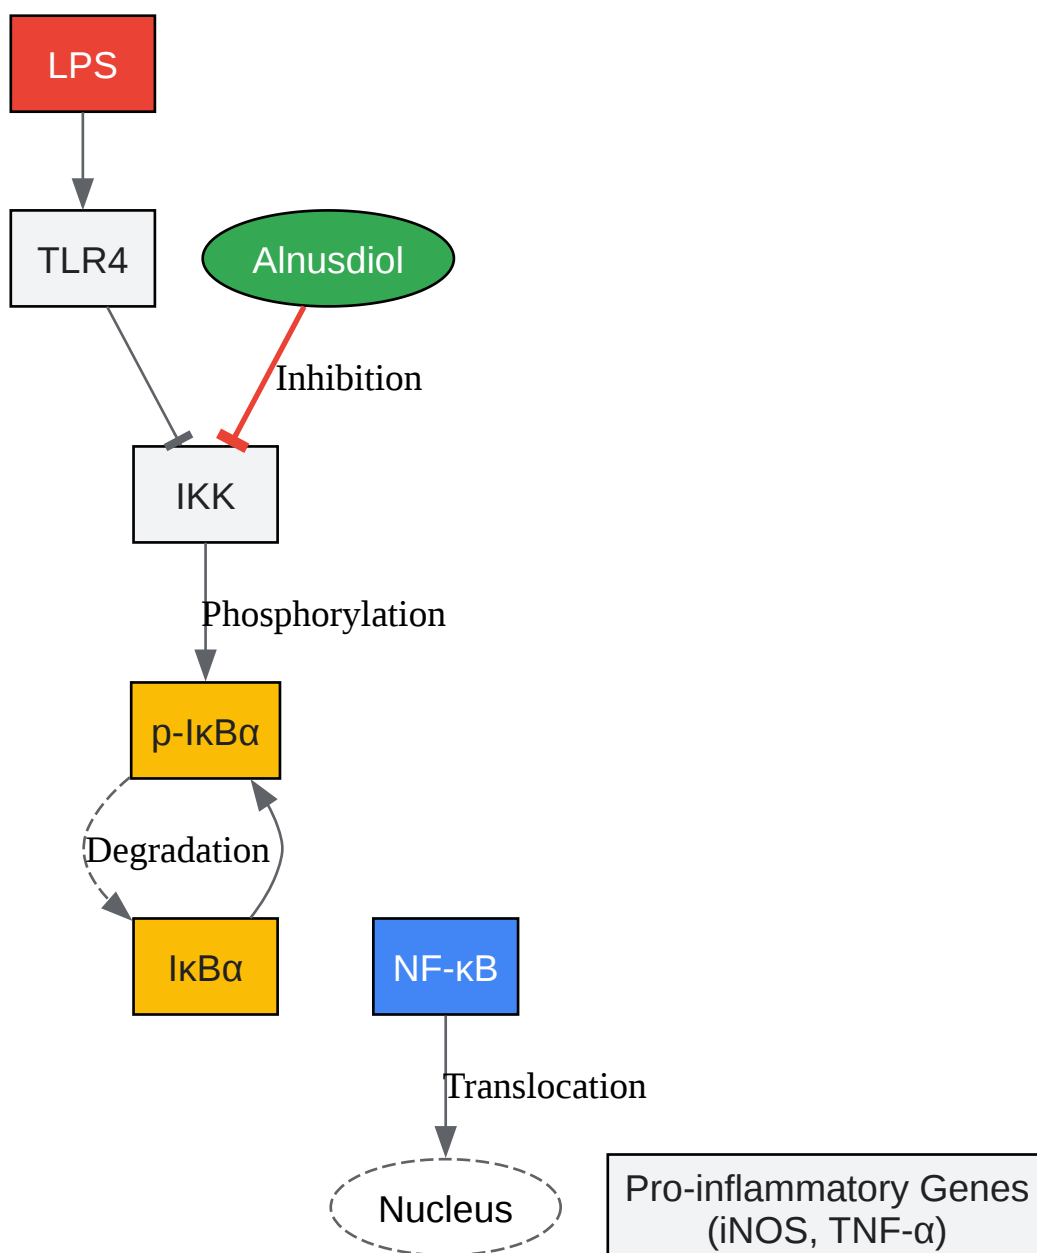 LPS
TLR4
Alnusdiol
Inhibition
IKK
Phosphorylation
p-IκBα
Degradation
IκBα
NF-κB
Translocation
Nucleus
Pro-inflammatory Genes
(iNOS, TNF-α)